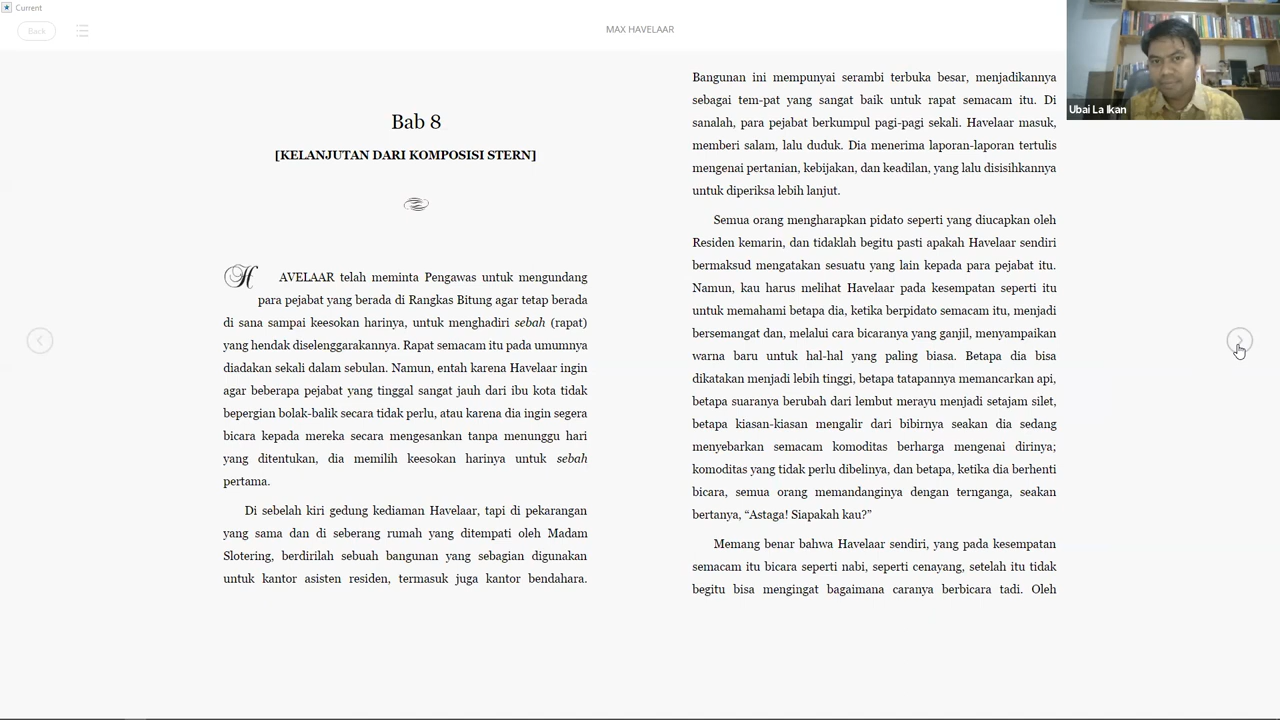 Current
Back
MAX HAVELAAR
Ubai La Ikan
Bab 8
[KELANJUTAN DARI KOMPOSISI STERN]
HAVELAAR telah meminta Pengawas untuk mengundang
para pejabat yang berada di Rangkas Bitung agar tetap berada
di sana sampai keesokan harinya, untuk menghadiri sebah (rapat)
yang hendak diselenggarakannya. Rapat semacam itu pada umumnya
diadakan sekali dalam sebulan. Namun, entah karena Havelaar ingin
agar beberapa pejabat yang tinggal sangat jauh dari ibu kota tidak
bepergian bolak-balik secara tidak perlu, atau karena dia ingin segera
bicara kepada mereka secara mengesankan tanpa menunggu hari
yang ditentukan, dia memilih keesokan harinya untuk sebah
pertama.
Di sebelah kiri gedung kediaman Havelaar, tapi di pekarangan
yang sama dan di seberang rumah yang ditempati oleh Madam
Slotering, berdirilah sebuah bangunan yang sebagian digunakan
untuk kantor asisten residen, termasuk juga kantor bendahara.
Bangunan ini mempunyai serambi terbuka besar, menjadikannya
sebagai tem-pat yang sangat baik untuk rapat semacam itu. Di
sanalah, para pejabat berkumpul pagi-pagi sekali. Havelaar masuk,
memberi salam, lalu duduk. Dia menerima laporan-laporan tertulis
mengenai pertanian, kebijakan, dan keadilan, yang lalu disisihkannya
untuk diperiksa lebih lanjut.
Semua orang mengharapkan pidato seperti yang diucapkan oleh
Residen kemarin, dan tidaklah begitu pasti apakah Havelaar sendiri
bermaksud mengatakan sesuatu yang lain kepada para pejabat itu.
Namun, kau harus melihat Havelaar pada kesempatan seperti itu
untuk memahami betapa dia, ketika berpidato semacam itu, menjadi
bersemangat dan, melalui cara bicaranya yang ganjil, menyampaikan
warna baru untuk hal-hal yang paling biasa. Betapa dia bisa
dikatakan menjadi lebih tinggi, betapa tatapannya memancarkan api,
betapa suaranya berubah dari lembut merayu menjadi setajam silet,
betapa kiasan-kiasan mengalir dari bibirnya seakan dia sedang
menyebarkan semacam komoditas berharga mengenai dirinya;
komoditas yang tidak perlu dibelinya, dan betapa, ketika dia berhenti
bicara, semua orang memandanginya dengan ternganga, seakan
bertanya, “Astaga! Siapakah kau?”
Memang benar bahwa Havelaar sendiri, yang pada kesempatan
semacam itu bicara seperti nabi, seperti cenayang, setelah itu tidak
begitu bisa mengingat bagaimana caranya berbicara tadi. Oleh